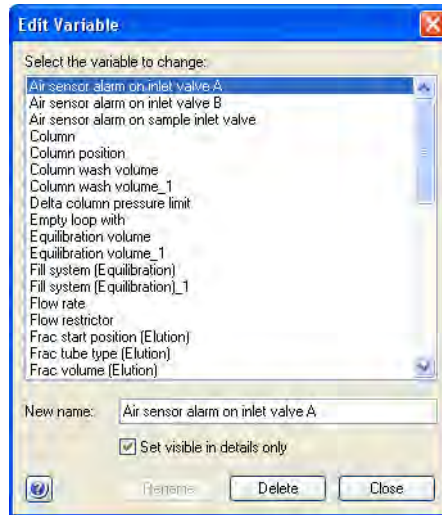 Edit Variable
Select the variable to change:
Air sensor alarm on inlet valve A
Air sensor alarm on inlet valve B
Air sensor alarm on sample inlet valve
Column
Column position
Column wash volume
Column wash volume_1
Delta column pressure limit
Empty loop with
Equilibration volume
Equilibration volume_1
Fill system (Equilibration)
Fill system (Equilibration)_1
Flow rate
Flow restrictor
Frac start position (Elution)
Frac tube type (Elution)
Frac volume (Elution)
New name: Air sensor alarm on inlet valve A
Set visible in details only
Rename Delete Close